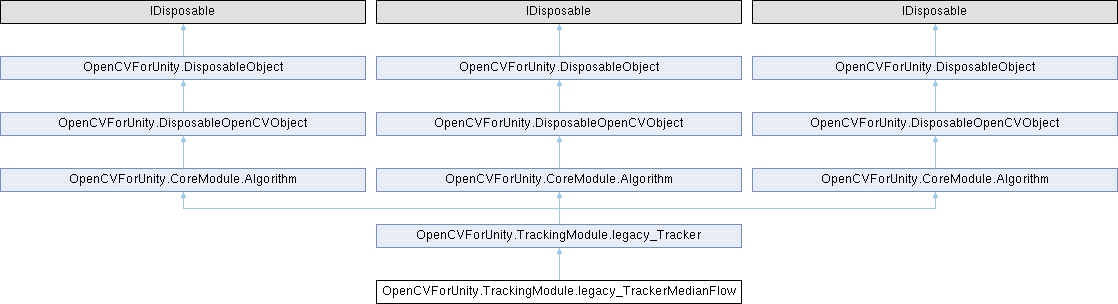 IDisposable
IDisposable
IDisposable
OpenCVForUnity.DisposableObject
OpenCVForUnity.DisposableObject
OpenCVForUnity.DisposableObject
OpenCVForUnity.DisposableOpenCVObject
OpenCVForUnity.DisposableOpenCVObject
OpenCVForUnity.DisposableOpenCVObject
OpenCVForUnity.CoreModule.Algorithm
OpenCVForUnity.CoreModule.Algorithm
OpenCVForUnity.CoreModule.Algorithm
OpenCVForUnity.TrackingModule.legacy_Tracker
OpenCVForUnity.TrackingModule.legacy_TrackerMedianFlow